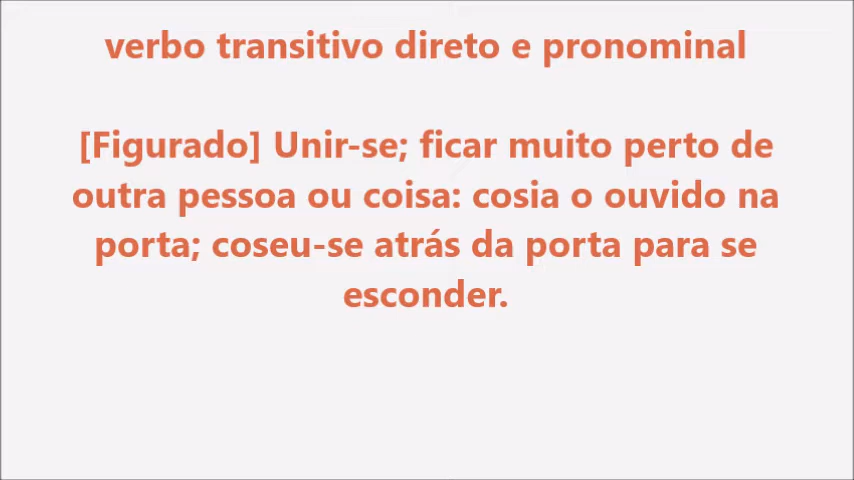 verbo transitivo direto e pronominal
[Figurado] Unir-se; ficar muito perto de
outra pessoa ou coisa: cosia o ouvido na
porta; coseu-se atrás da porta para se
esconder.